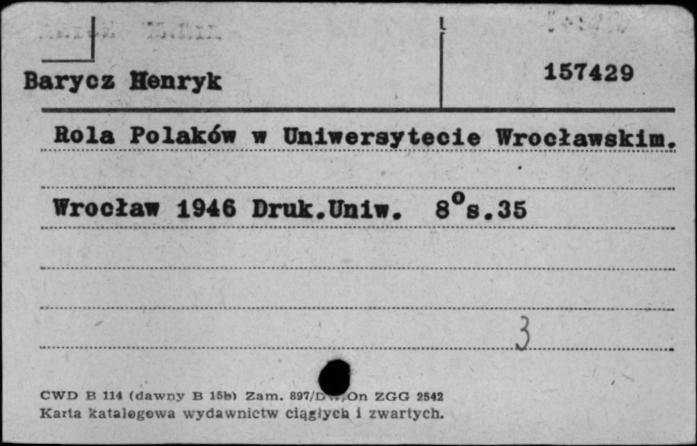 Barycz Henryk
157429
Rola Polaków w Uniwersytecie Wrocławskim.
Wrocław 1946 Druk.Uniw. 8°s.35
3
CWD B 114 (dawny B 15b) Zam. 897/D On ZGG 2542
Karta katalogowa wydawnictw ciągłych i zwartych.